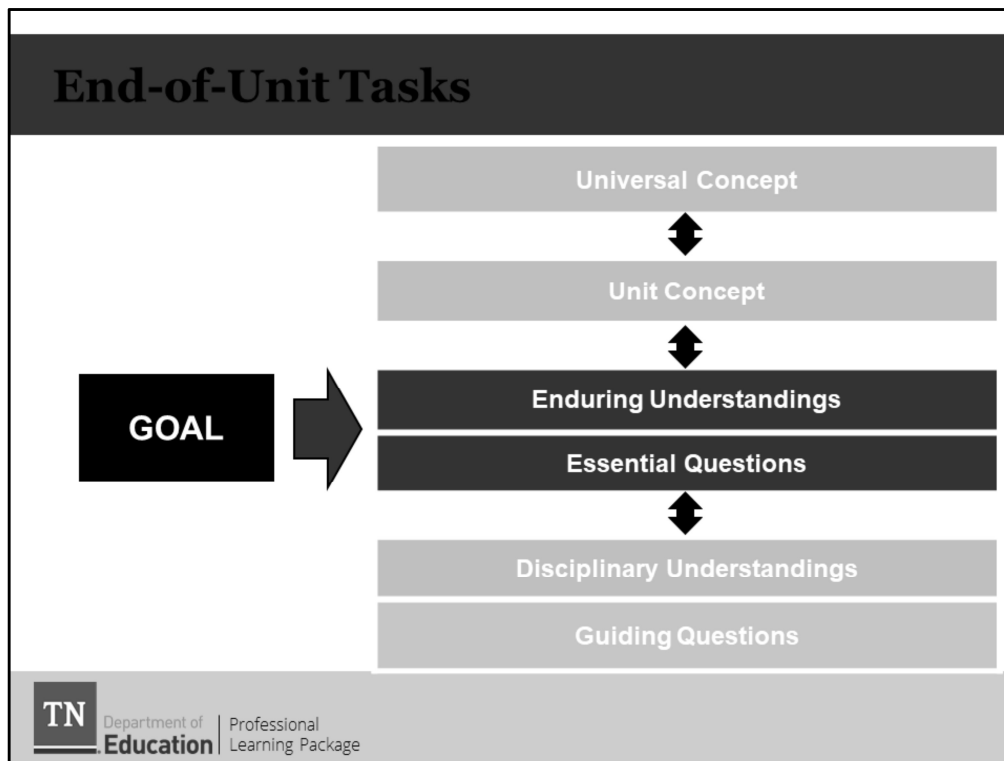 End-of-Unit Tasks
Universal Concept
Unit Concept
GOAL
Enduring Understandings
Essential Questions
Disciplinary Understandings
Guiding Questions
TN
Department of
Education
Professional
Learning Package